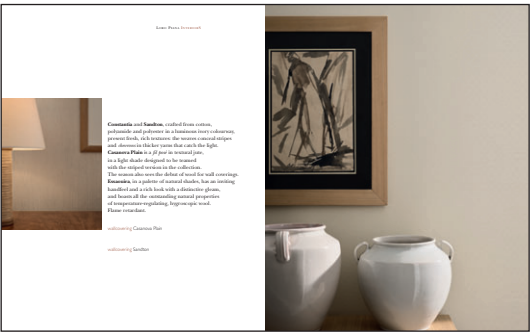 Loro Piana Interiors
Constantia and Sandton, crafted from cotton,
polyamide and polyester in a luminous ivory colourway,
present fresh, rich textures: the weaves conceal stripes
and chevrons in thicker yarns that catch the light.
Casanova Plain is a fil posé in textural jute,
in a light shade designed to be teamed
with the striped version in the collection.
The season also sees the debut of wool for wall coverings.
in a palette of natural shades, has an inviting
handfeel and a rich look with a distinctive gleam,
and boasts all the outstanding natural properties
of temperature-regulating, hygroscopic wool.
Flame retardant.
wallcovering Casanova Plain
wallcovering Sandton